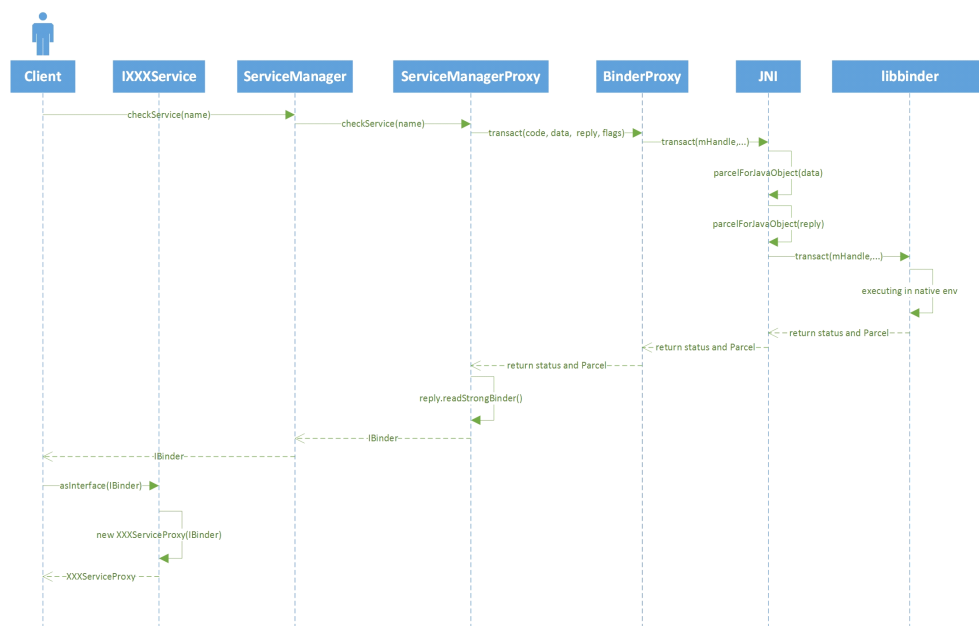 Client
IXXXService
ServiceManager
ServiceManagerProxy
BinderProxy
JNI
libbinder
checkService(name)
checkService(name)
transact(code, data, reply, flags)
transact(mHandle,...)
parcelForJavaObject(data)
parcelForJavaObject(reply)
transact(mHandle,...)
executing in native env
return status and Parcel
return status and Parcel
return status and Parcel
reply.readStrongBinder()
IBinder
IBinder
asInterface(IBinder)
new XXXServiceProxy(IBinder)
XXXServiceProxy